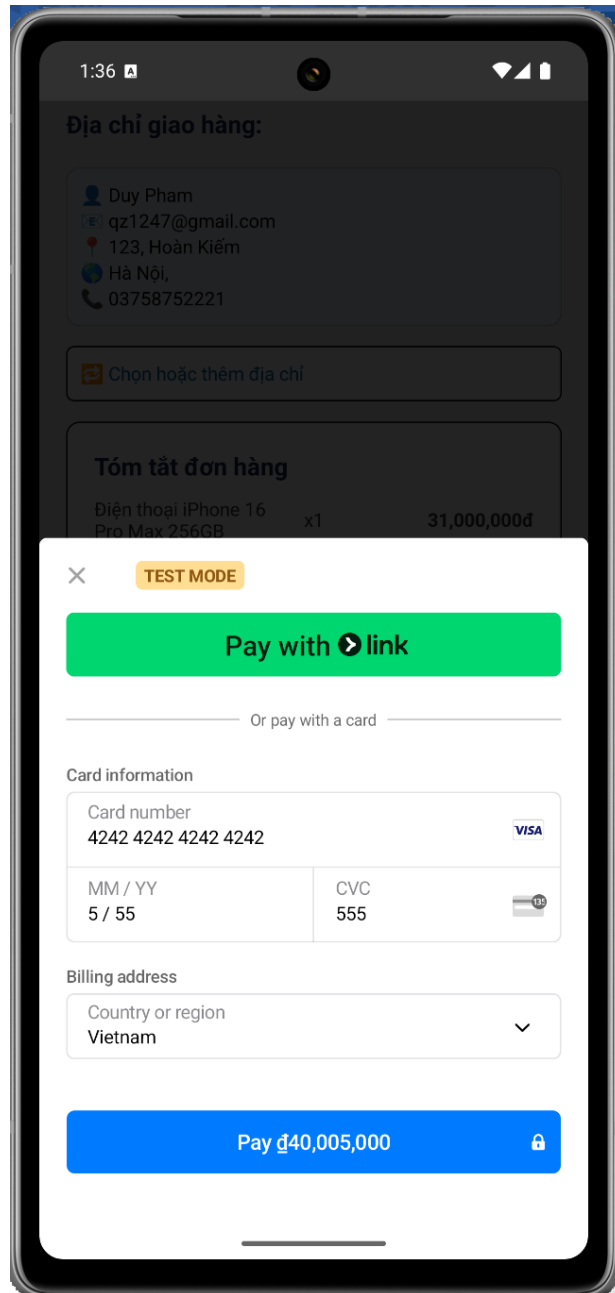 1:36 A
Địa chỉ giao hàng:
👤 Duy Pham
📧 qz1247@gmail.com
📍 123, Hoàn Kiếm
🌏 Hà Nội,
📞 03758752221
🔁 Chọn hoặc thêm địa chỉ
Tóm tắt đơn hàng
Điện thoại iPhone 16
Pro Max 256GB
x1
31,000,000đ
TEST MODE
Pay with link
Or pay with a card
Card information
Card number
4242 4242 4242 4242
VISA
MM / YY
5 / 55
CVC
555
135
Billing address
Country or region
Vietnam
Pay ₫40,005,000